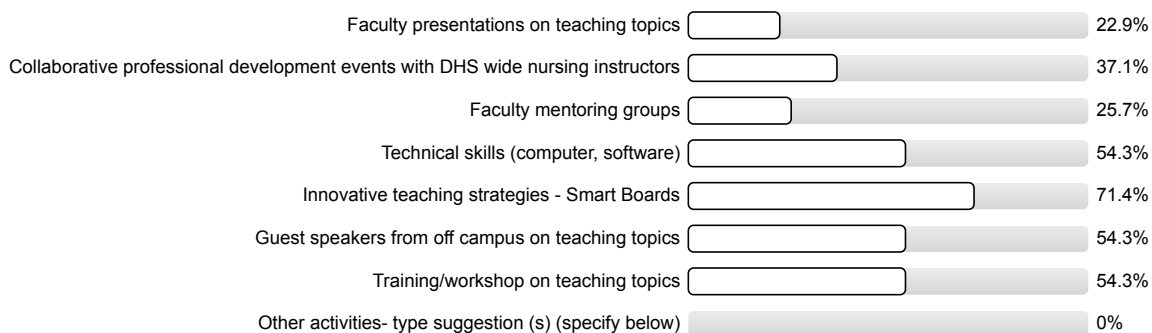 Faculty presentations on teaching topics 22.9%
Collaborative professional development events with DHS wide nursing instructors 37.1%
Faculty mentoring groups 25.7%
Technical skills (computer, software) 54.3%
Innovative teaching strategies - Smart Boards 71.4%
Guest speakers from off campus on teaching topics 54.3%
Training/workshop on teaching topics 54.3%
Other activities- type suggestion (s) (specify below) 0%